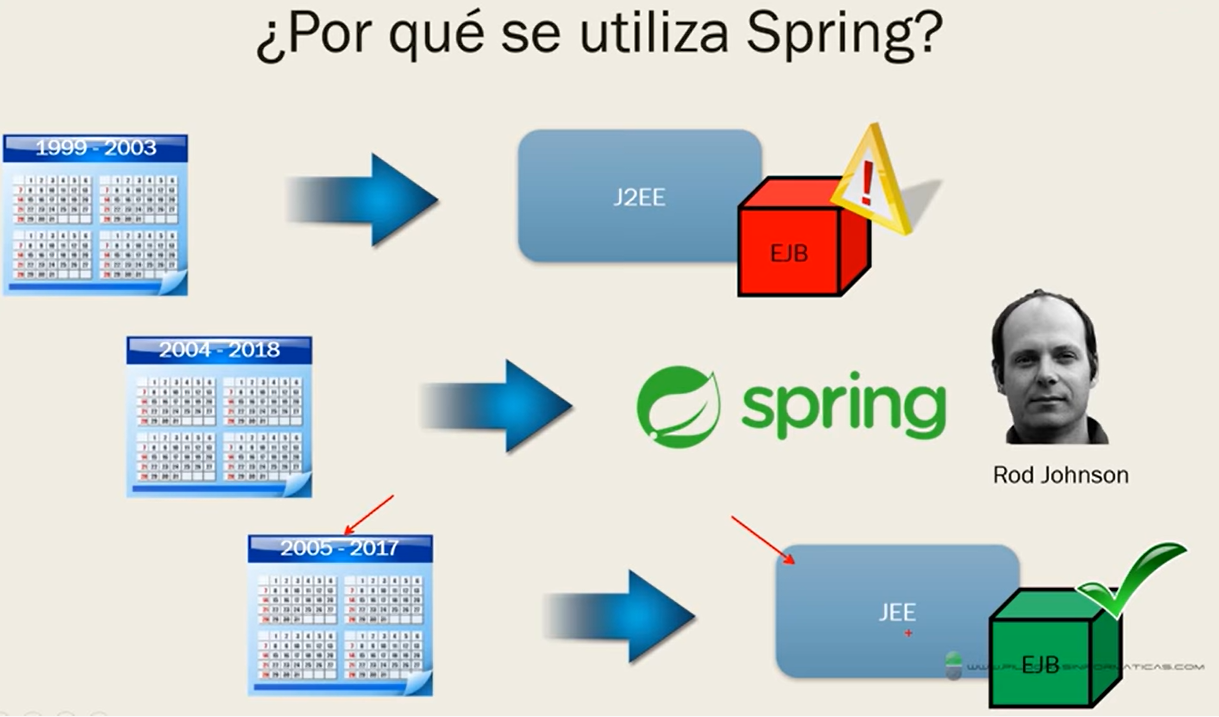 ¿Por qué se utiliza Spring?
1999 - 2003
J2EE
EJB
2004 - 2018
spring
Rod Johnson
2005 - 2017
JEE
EJB